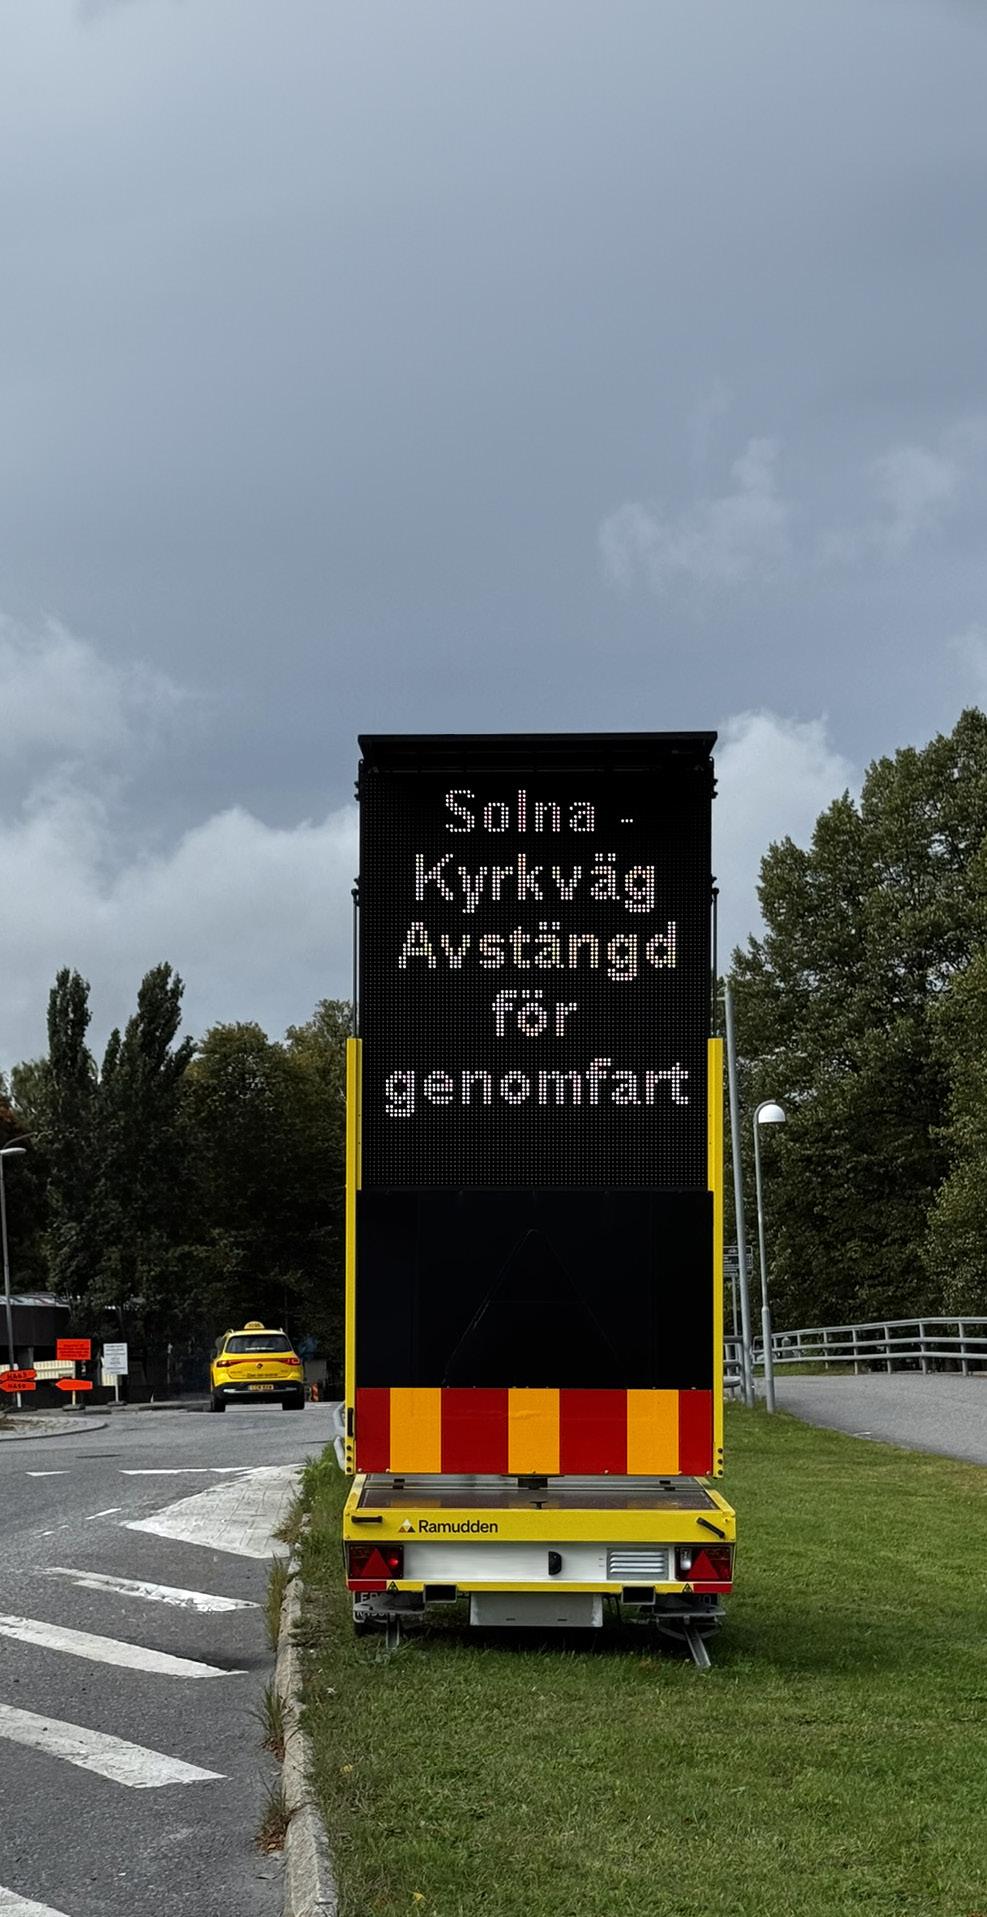 Solna -
Kyrkväg
Avstängd
för
genomfart
Ramudden